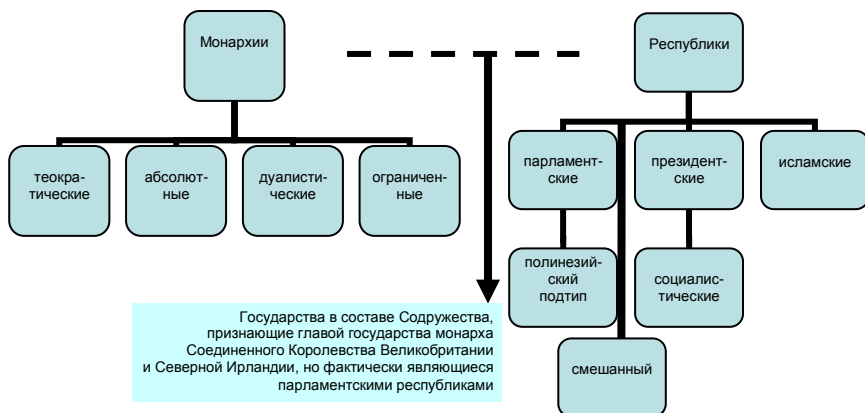 Монархии
Республики
теокра-
тические
абсолют-
ные
дуалисти-
ческие
ограничен-
ные
парламент-
ские
президент-
ские
исламские
полинезий-
ский
подтип
социалис-
тические
Государства в составе Содружества,
признающие главой государства монарха
Соединенного Королевства Великобритании
и Северной Ирландии, но фактически являющиеся
парламентскими республиками
смешанный